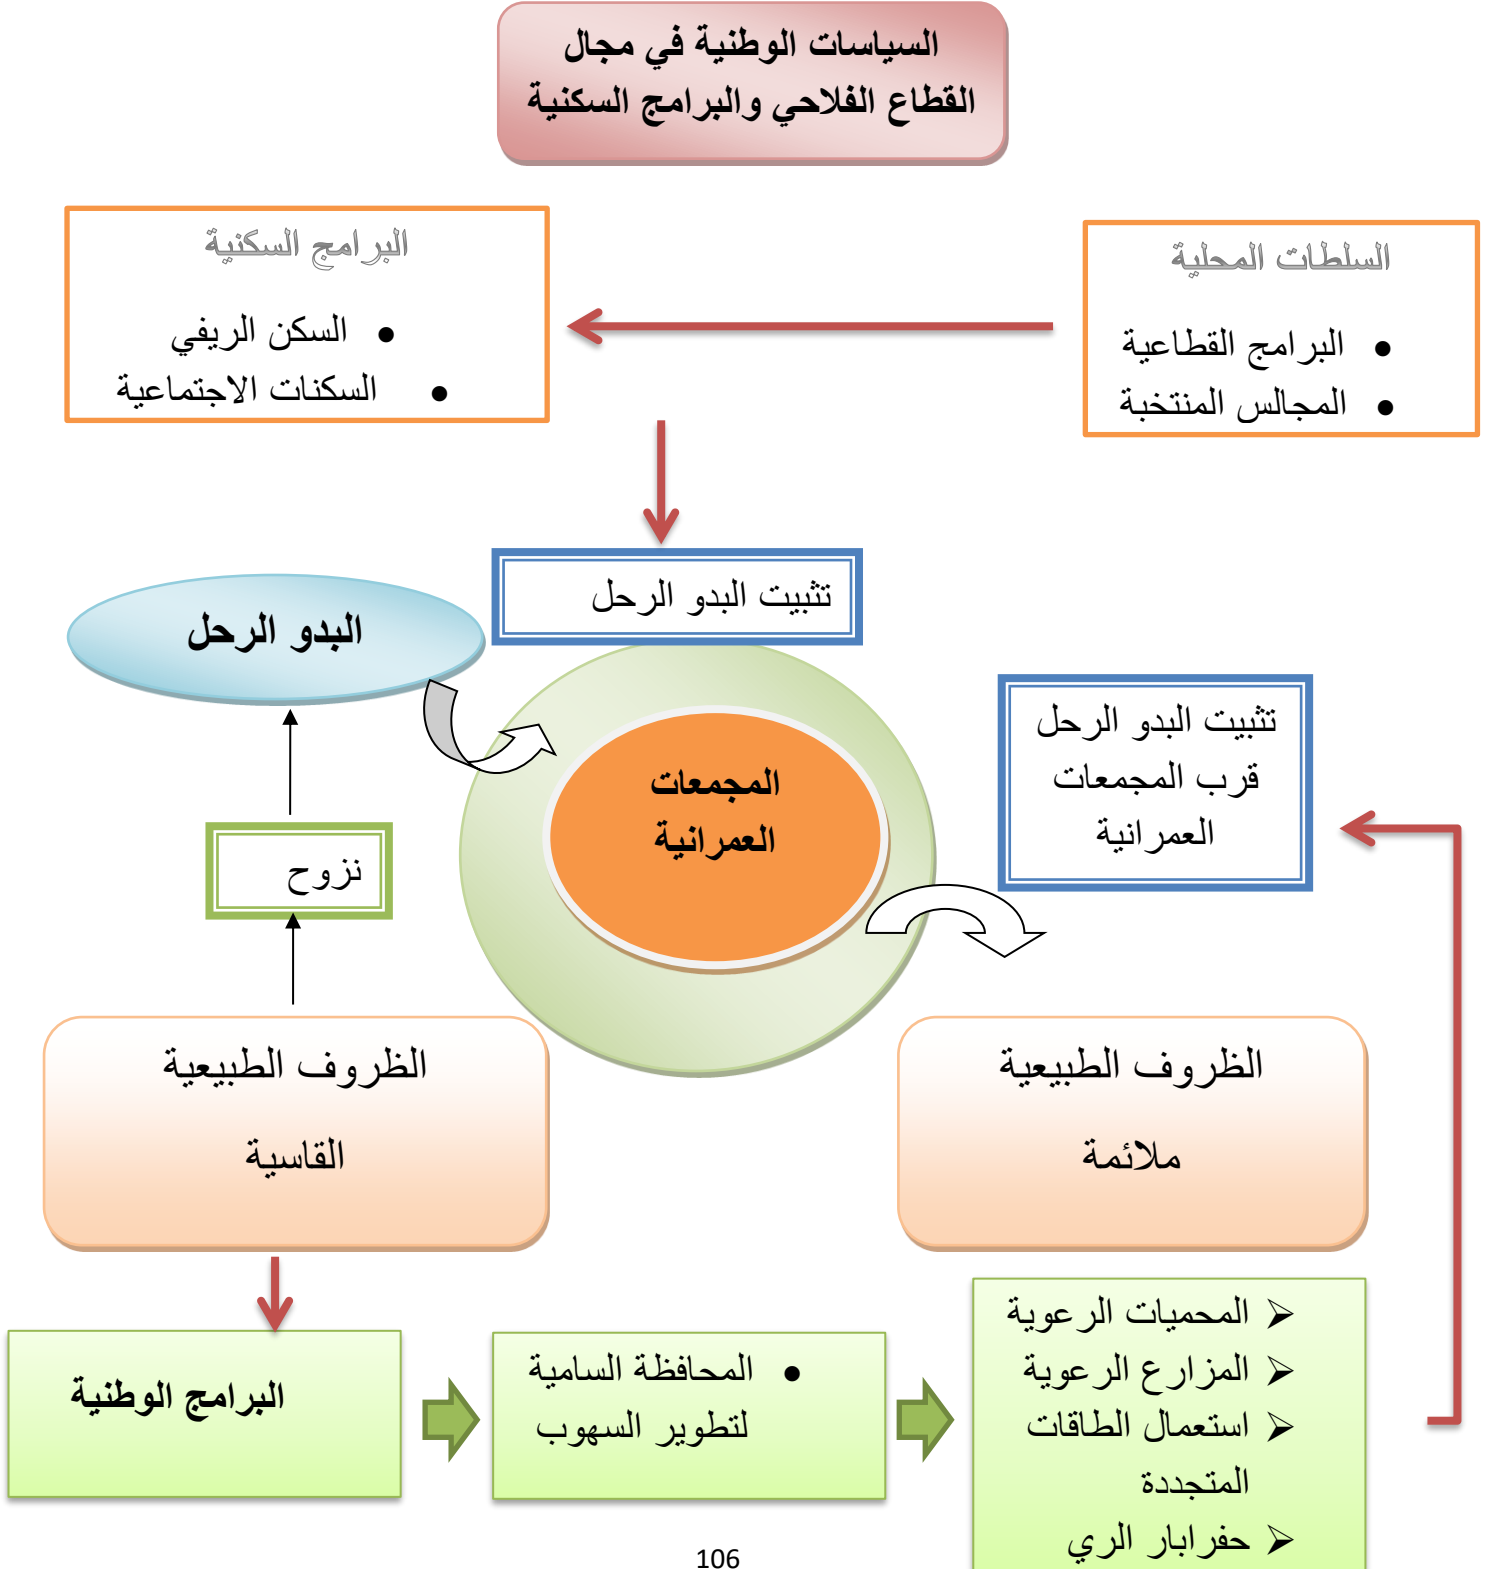 السياسات الوطنية في مجال
القطاع الفلاحي والبرامج السكنية
السلطات المحلية
• البرامج القطاعية
• المجالس المنتخبة
البرامج السكنية
• السكن الريفي
• السكنات الاجتماعية
تثبيت البدو الرحل
البدو الرحل
تثبيت البدو الرحل
قرب المجمعات
العمرانية
المجمعات
العمرانية
نزوح
الظروف الطبيعية
ملائمة
الظروف الطبيعية
القاسية
البرامج الوطنية
• المحافظة السامية
لتطوير السهوب
➢ المحميات الرعوية
➢ المزارع الرعوية
➢ استعمال الطاقات
المتجددة
➢ حفرابار الري
106